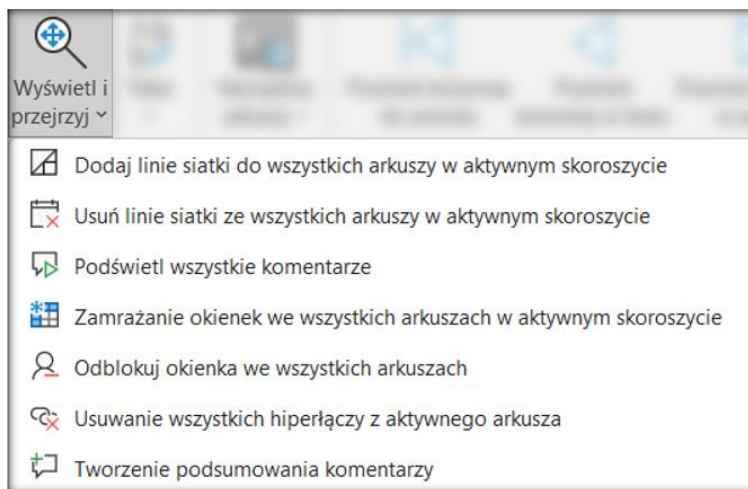 Wyświetl i
przejrzyj
Dodaj linie siatki do wszystkich arkuszy w aktywnym skoroszycie
Usuń linie siatki ze wszystkich arkuszy w aktywnym skoroszycie
Podświetl wszystkie komentarze
Zamrażanie okienek we wszystkich arkuszach w aktywnym skoroszycie
Odblokuj okienka we wszystkich arkuszach
Usuwanie wszystkich hiperłączy z aktywnego arkusza
Tworzenie podsumowania komentarzy